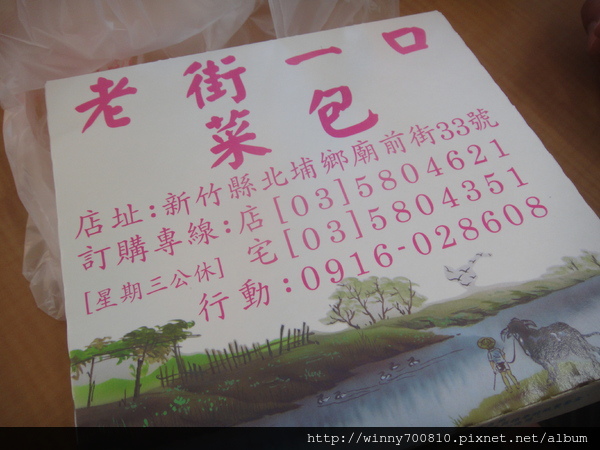 老街一口
菜包
店址:新竹縣北埔鄉廟前街33號
訂購專線:店[03]5804621
宅[03]5804351
[星期三公休]
行動:0916-028608
http://winny700810.pixnet.net/album